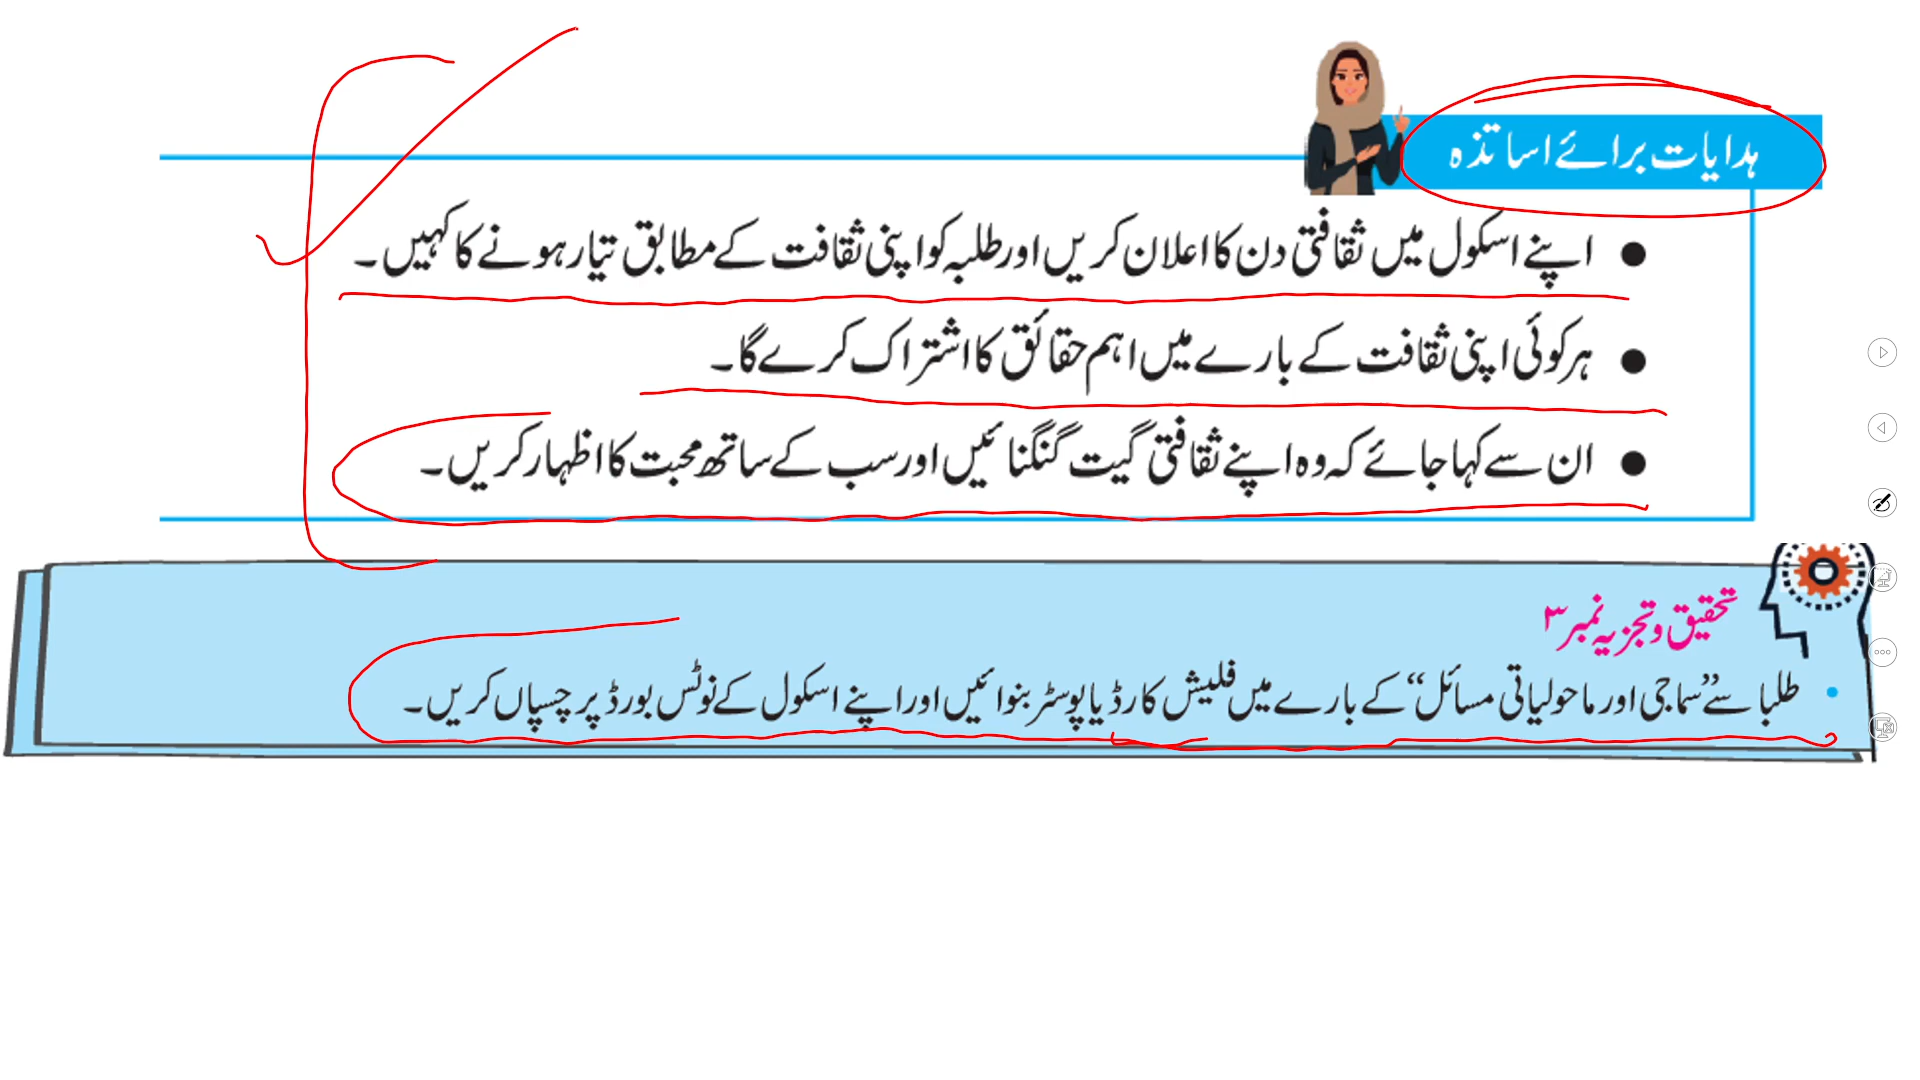 ہدایات برائے اساتذہ
● اپنے اسکول میں ثقافتی دن کا اعلان کریں اور طلبہ کو اپنی ثقافت کے مطابق تیار ہونے کا کہیں۔
● ہر کوئی اپنی ثقافت کے بارے میں اہم حقائق کا اشتراک کرے گا۔
● ان سے کہا جائے کہ وہ اپنے ثقافتی گیت گنگنائیں اور سب کے ساتھ محبت کا اظہار کریں۔
تحقیق و تجزیہ نمبر ۳
• طلبا سے ”سماجی اور ماحولیاتی مسائل“ کے بارے میں فلیش کارڈ یا پوسٹر بنوائیں اور اپنے اسکول کے نوٹس بورڈ پر چسپاں کریں۔